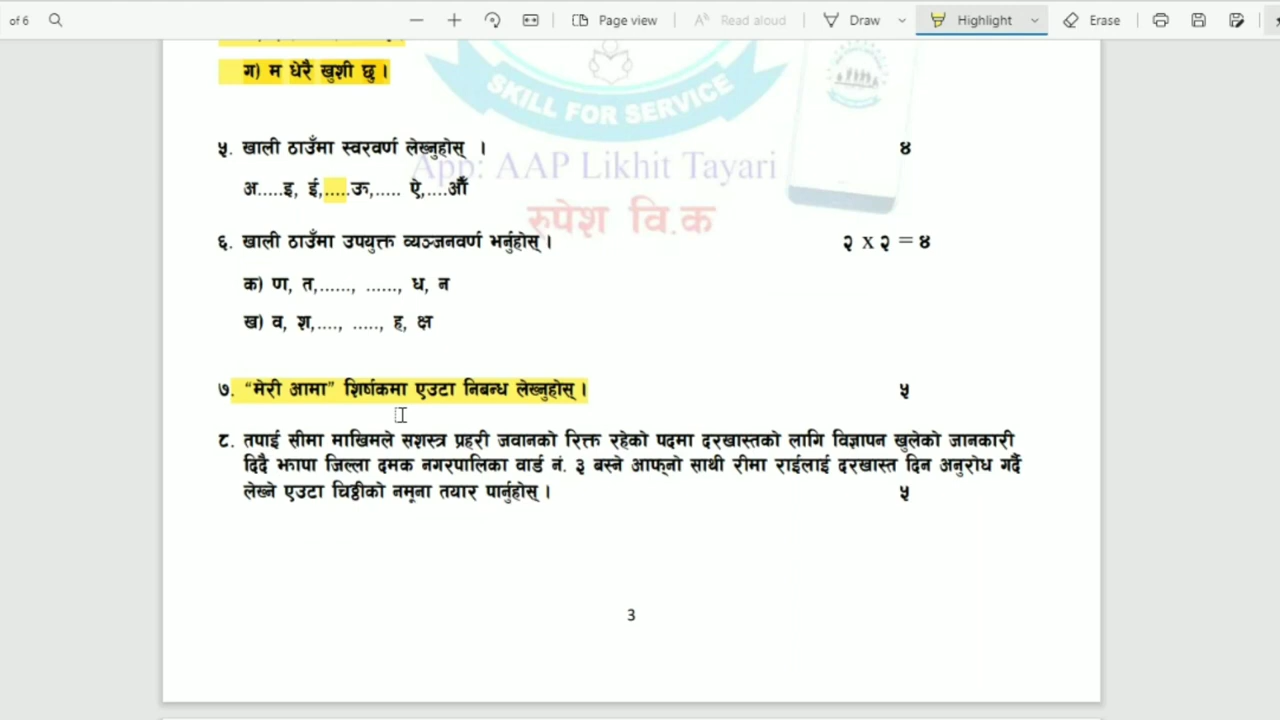 of 6
Page view
Read aloud
Draw
Highlight
Erase
ग) म धेरै खुशी छु ।
SKILL FOR SERVICE
५. खाली ठाउँमा स्वरवर्ण लेख्नुहोस् । ४
App: AAP Likhit Tayari
अ.....इ, ई,.....ऊ,..... ऐ,....औं
रुपेश वि.क
६. खाली ठाउँमा उपयुक्त व्यञ्जनवर्ण भर्नुहोस् । २ x २ = ४
क) ण, त,......, ......, ध, न
ख) व, श,...., ....., ह, क्ष
७. “मेरी आमा” शिर्षकमा एउटा निबन्ध लेख्नुहोस् । ५
८. तपाई सीमा माखिमले सशस्त्र प्रहरी जवानको रिक्त रहेको पदमा दरखास्तको लागि विज्ञापन खुलेको जानकारी
दिदै झापा जिल्ला दमक नगरपालिका वार्ड नं. ३ बस्ने आफ्नो साथी रीमा राईलाई दरखास्त दिन अनुरोध गर्दै
लेख्ने एउटा चिठ्ठीको नमूना तयार पार्नुहोस् । ५
3